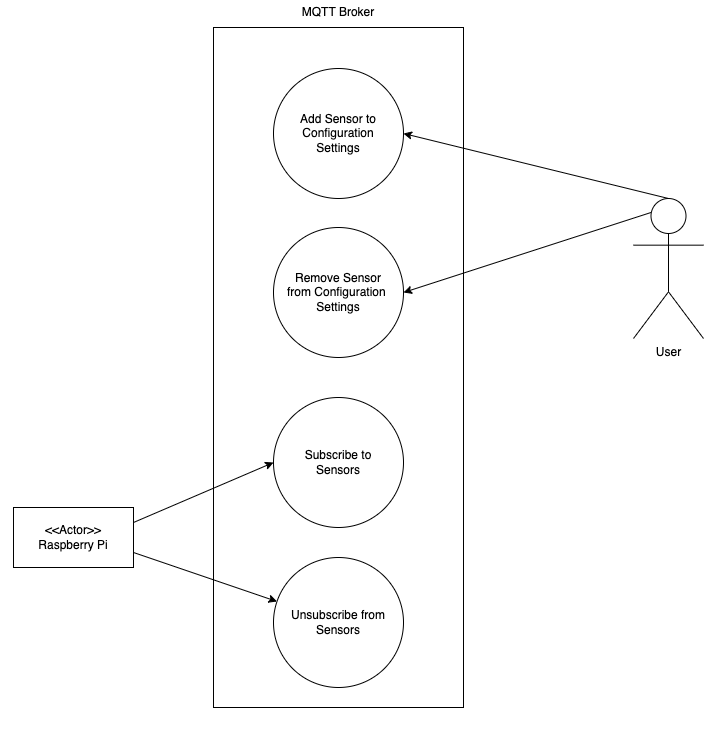 MQTT Broker
Add Sensor to
Configuration
Settings
Remove Sensor
from Configuration
Settings
User
Subscribe to
Sensors
<<Actor>>
Raspberry Pi
Unsubscribe from
Sensors